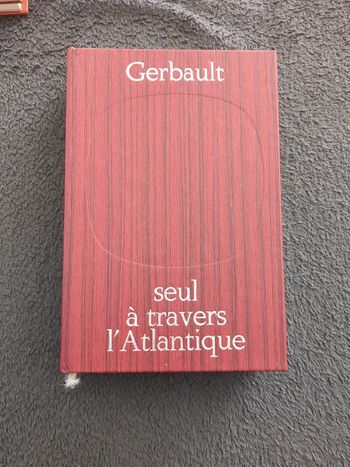 Gerbault
seul
à travers
l'Atlantique